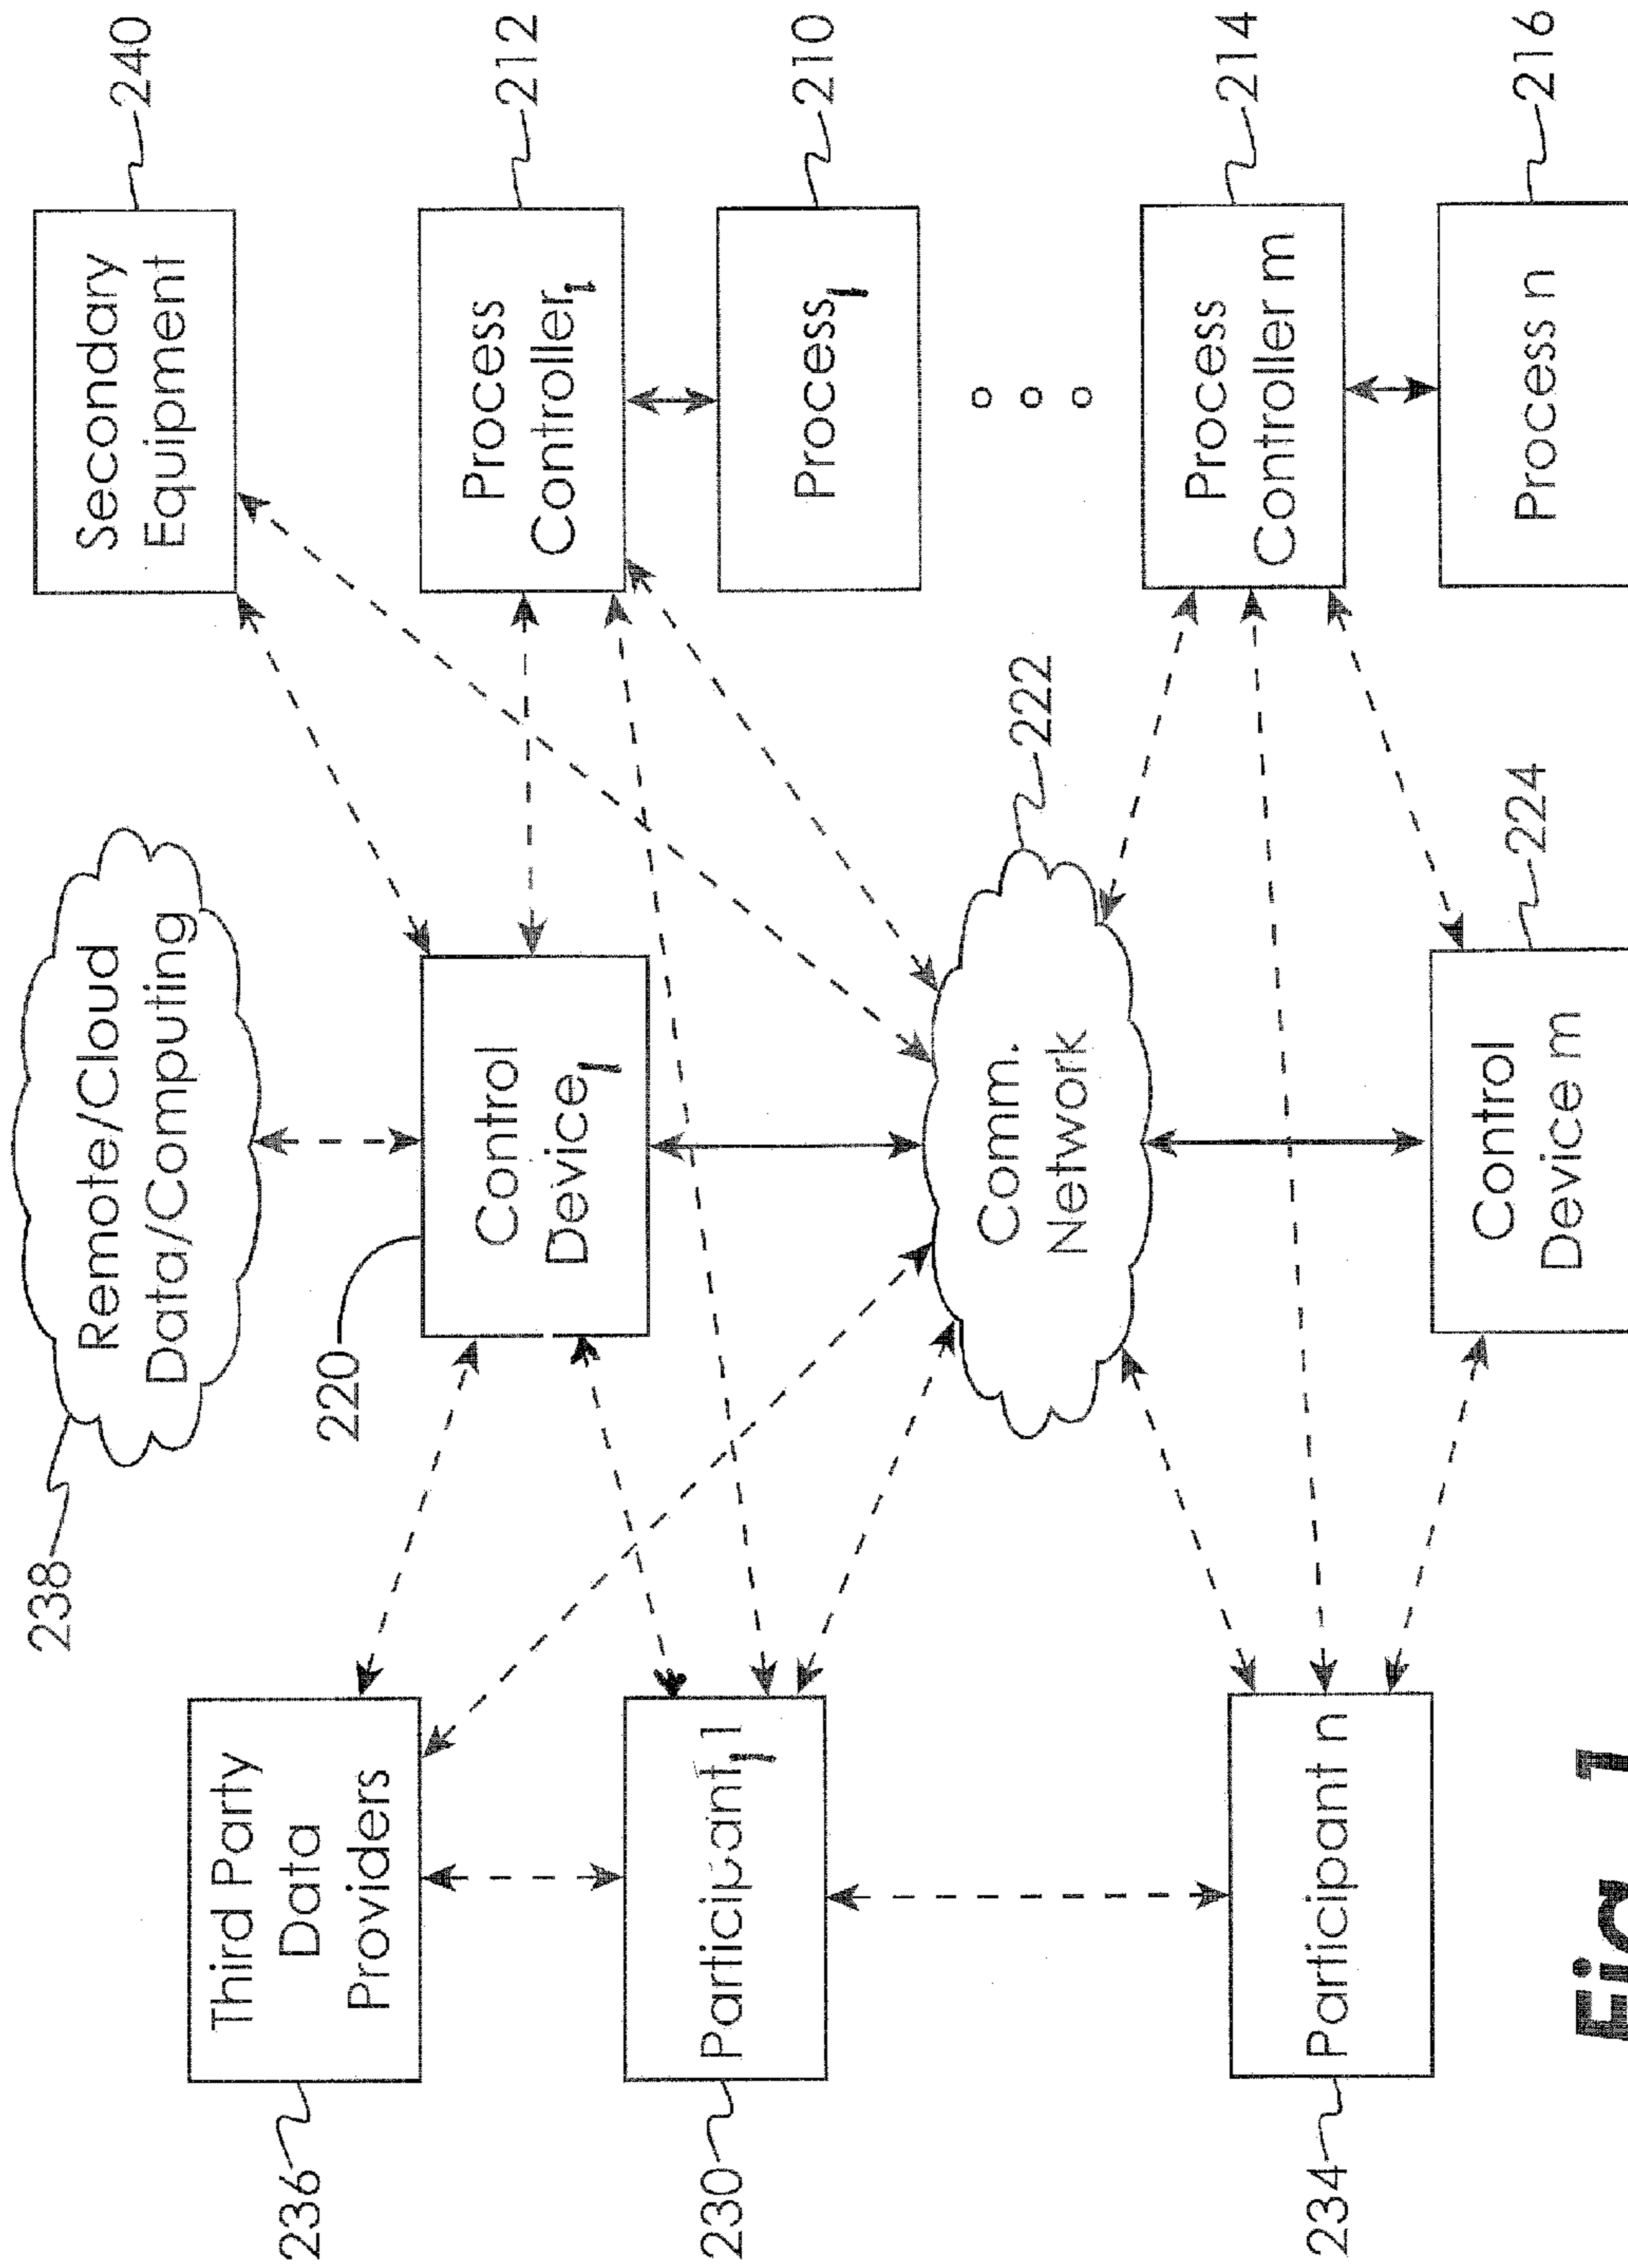 238
Remote/Cloud
Data/Computing
Secondary
Equipment
240
236
Third Party
Data
Providers
220
Control
Device1
Process
Controller1
212
230
Participant1 1
Process1
210
Comm.
Network
222
234
Participant n
Process
Controller m
214
Control
Device m
224
Process n
216
Fig. 1